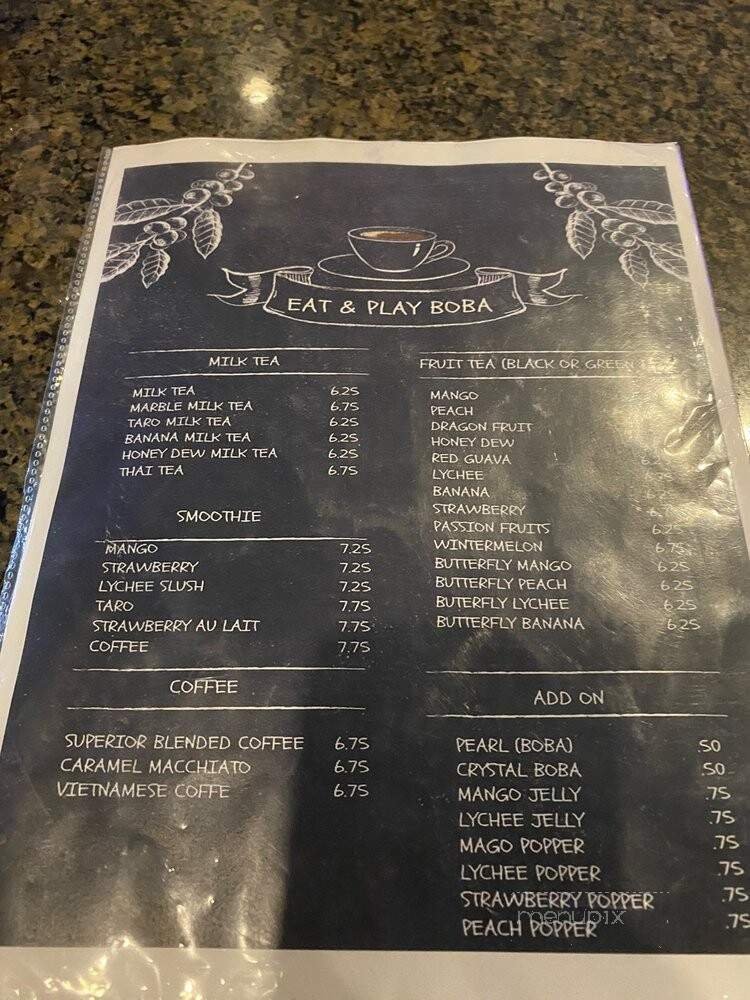 EAT & PLAY BOBA
MILK TEA
MILK TEA 6.25
MARBLE MILK TEA 6.75
TARO MILK TEA 6.25
BANANA MILK TEA 6.25
HONEY DEW MILK TEA 6.25
THAI TEA 6.75
SMOOTHIE
MANGO 7.25
STRAWBERRY 7.25
LYCHEE SLUSH 7.25
TARO 7.75
STRAWBERRY AU LAIT 7.75
COFFEE 7.75
COFFEE
SUPERIOR BLENDED COFFEE 6.75
CARAMEL MACCHIATO 6.75
VIETNAMESE COFFE 6.75
FRUIT TEA (BLACK OR GREEN
MANGO
PEACH
DRAGON FRUIT
HONEY DEW
RED GUAVA
LYCHEE
BANANA
STRAWBERRY
PASSION FRUITS 6.25
WINTERMELON 6.75
BUTTERFLY MANGO 6.25
BUTTERFLY PEACH 6.25
BUTERFLY LYCHEE 6.25
BUTTERFLY BANANA 6.25
ADD ON
PEARL (BOBA) .50
CRYSTAL BOBA .50
MANGO JELLY .75
LYCHEE JELLY .75
MAGO POPPER .75
LYCHEE POPPER .75
STRAWBERRY POPPER .75
PEACH POPPER .75
menupix